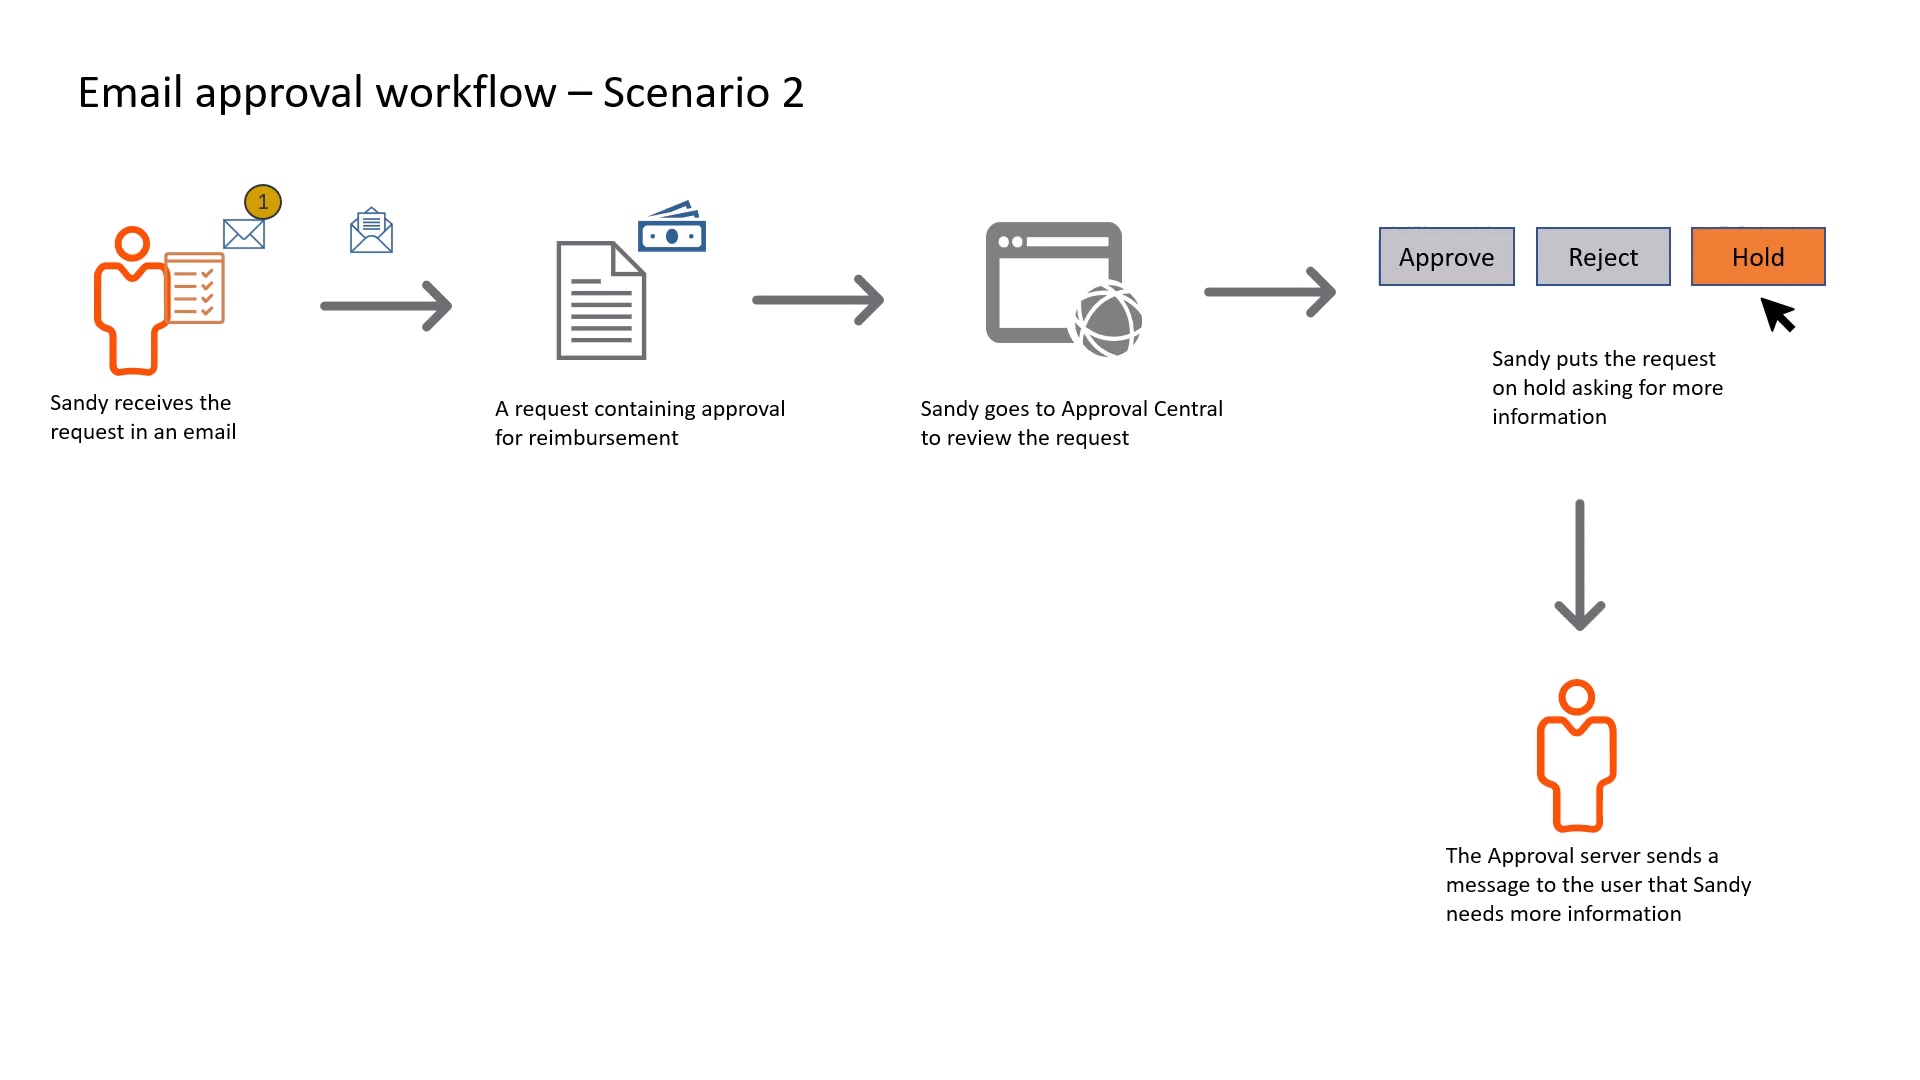 Email approval workflow – Scenario 2
1
Approve
Reject
Hold
Sandy receives the
request in an email
A request containing approval
for reimbursement
Sandy goes to Approval Central
to review the request
Sandy puts the request
on hold asking for more
information
The Approval server sends a
message to the user that Sandy
needs more information